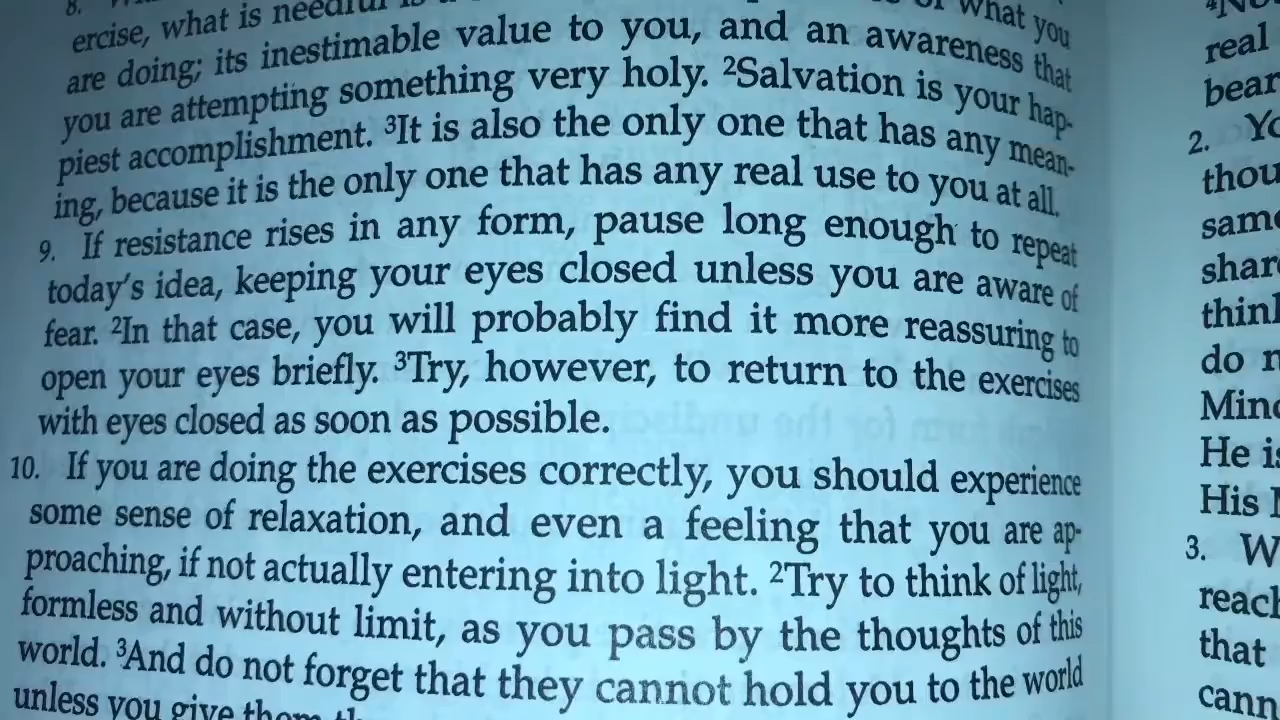 8.
ercise, what is needful what you
are doing; its inestimable value to you, and an awareness that
you are attempting something very holy. ²Salvation is your hap-
piest accomplishment. ³It is also the only one that has any mean-
ing, because it is the only one that has any real use to you at all.
9. If resistance rises in any form, pause long enough to repeat
today's idea, keeping your eyes closed unless you are aware of
fear. ²In that case, you will probably find it more reassuring to
open your eyes briefly. ³Try, however, to return to the exercises
with eyes closed as soon as possible.
10. If you are doing the exercises correctly, you should experience
some sense of relaxation, and even a feeling that you are ap-
proaching, if not actually entering into light. ²Try to think of light,
formless and without limit, as you pass by the thoughts of this
world. ³And do not forget that they cannot hold you to the world
unless you give them
real
bear
2.
thou
same
shar
think
do
Mind
He is
His
3. W
reach
that
cann